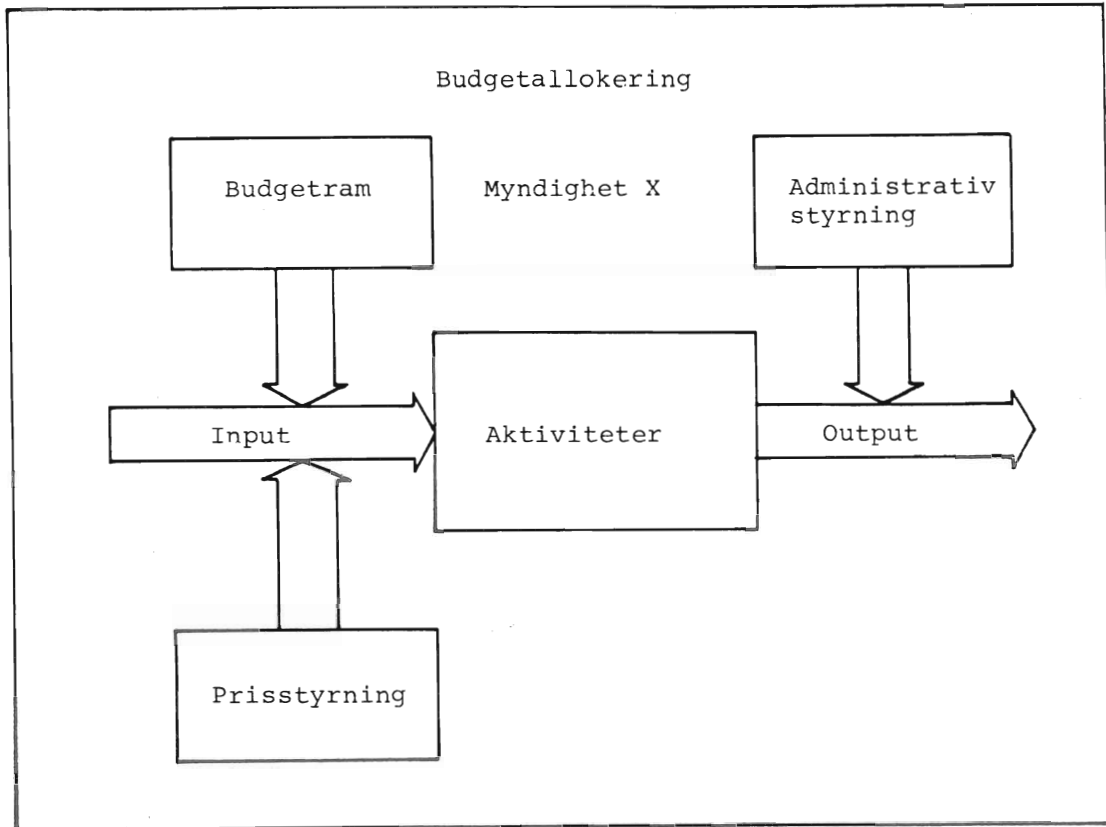 Budgetallokering
Budgetram
Myndighet X
Administrativ
styrning
Input
Aktiviteter
Output
Prisstyrning